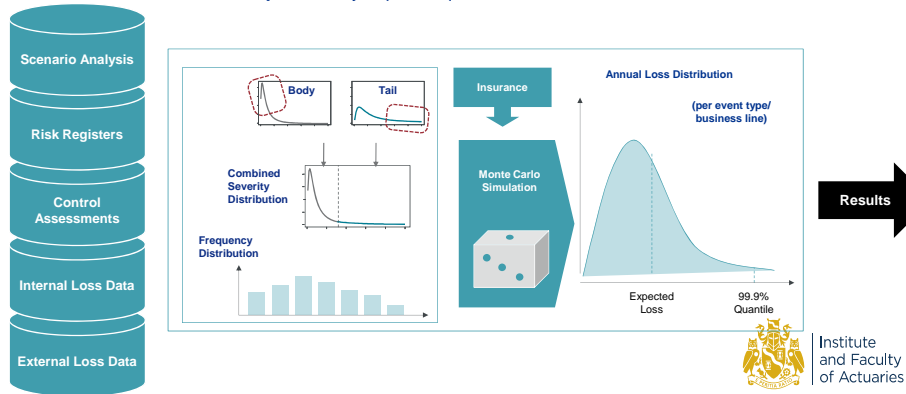 Scenario Analysis
Risk Registers
Control
Assessments
Internal Loss Data
External Loss Data
Body
Tail
Combined
Severity
Distribution
Frequency
Distribution
Insurance
Monte Carlo
Simulation
Annual Loss Distribution
(per event type/
business line)
Expected
Loss
99.9%
Quantile
Results
Institute
and Faculty
of Actuaries